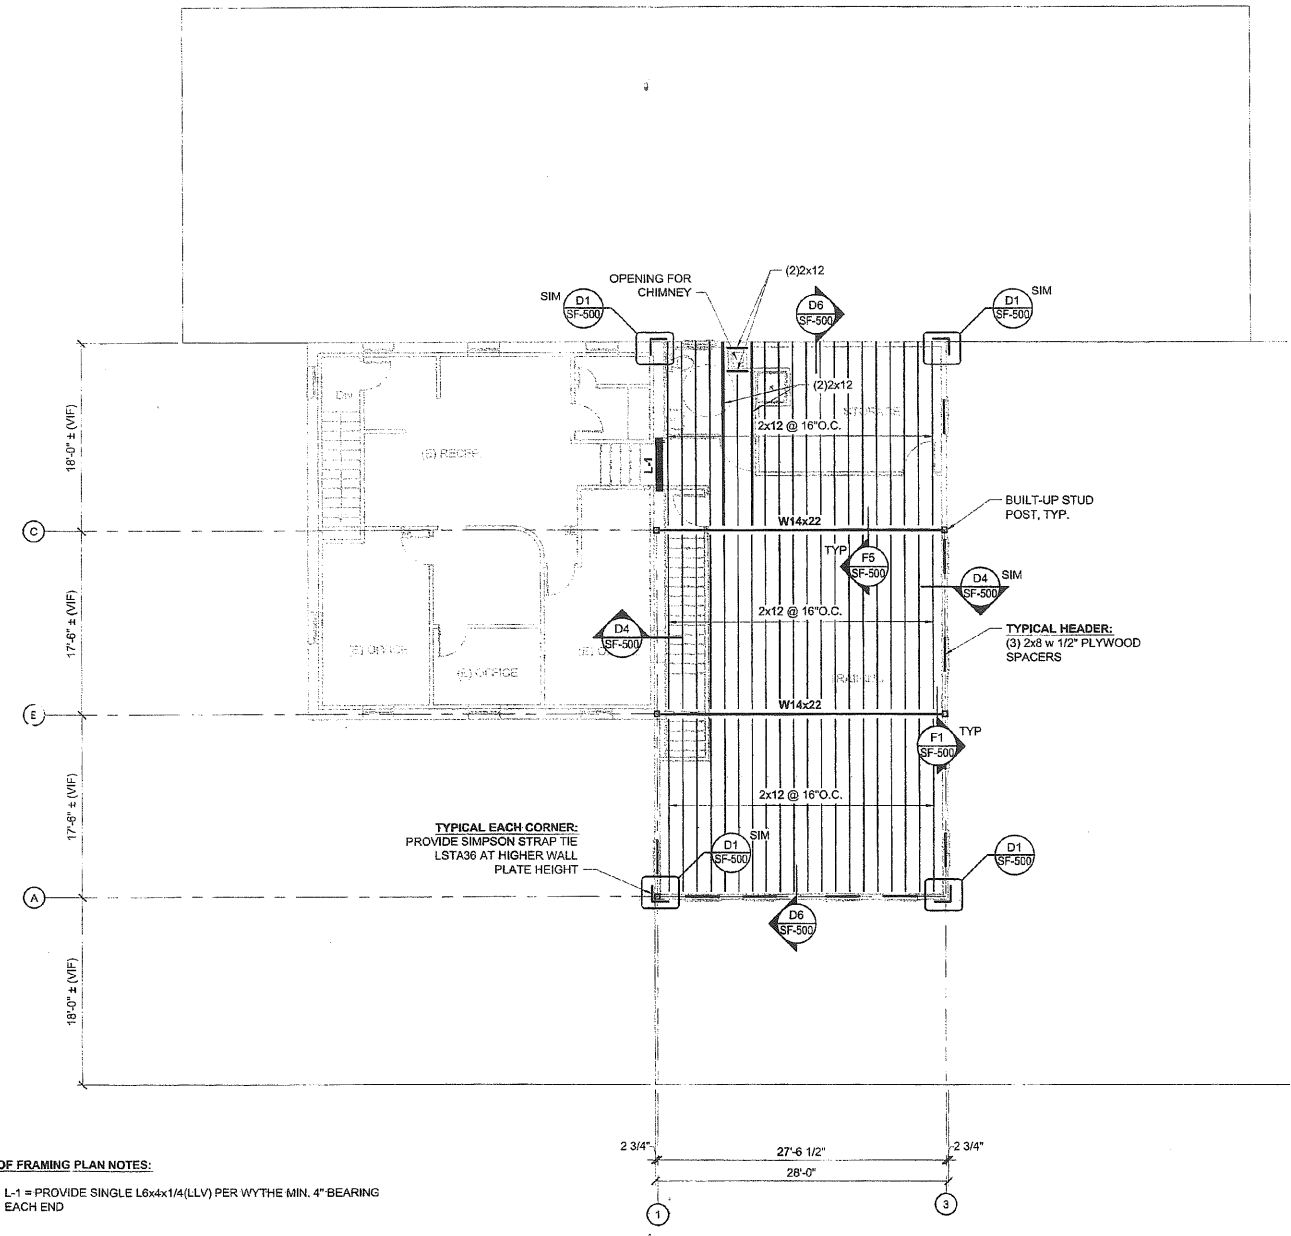 OPENING FOR
CHIMNEY
(2)2x12
SIM
D1
SF-500
D6
SF-500
D1
SF-500
SIM
(2)2x12
STORAGE
2x12 @ 16"O.C.
18'-0" ± (VIF)
(E) RECEP.
L-1
BUILT-UP STUD
POST, TYP.
C
W14x22
TYP
F5
SF-500
D4
SF-500
SIM
17'-6" ± (VIF)
2x12 @ 16"O.C.
D4
SF-500
TYPICAL HEADER:
(3) 2x8 w 1/2" PLYWOOD
SPACERS
(E) OFFICE
(E) OFFICE
E
W14x22
F1
SF-500
TYP
17'-6" ± (VIF)
2x12 @ 16"O.C.
TYPICAL EACH CORNER:
PROVIDE SIMPSON STRAP TIE
LSTA36 AT HIGHER WALL
PLATE HEIGHT
D1
SF-500
SIM
D1
SF-500
A
D6
SF-500
18'-0" ± (VIF)
2 3/4"
27'-6 1/2"
2 3/4"
28'-0"
1
3
OF FRAMING PLAN NOTES:
L-1 = PROVIDE SINGLE L6x4x1/4(LLV) PER WYTHE MIN. 4" BEARING
EACH END